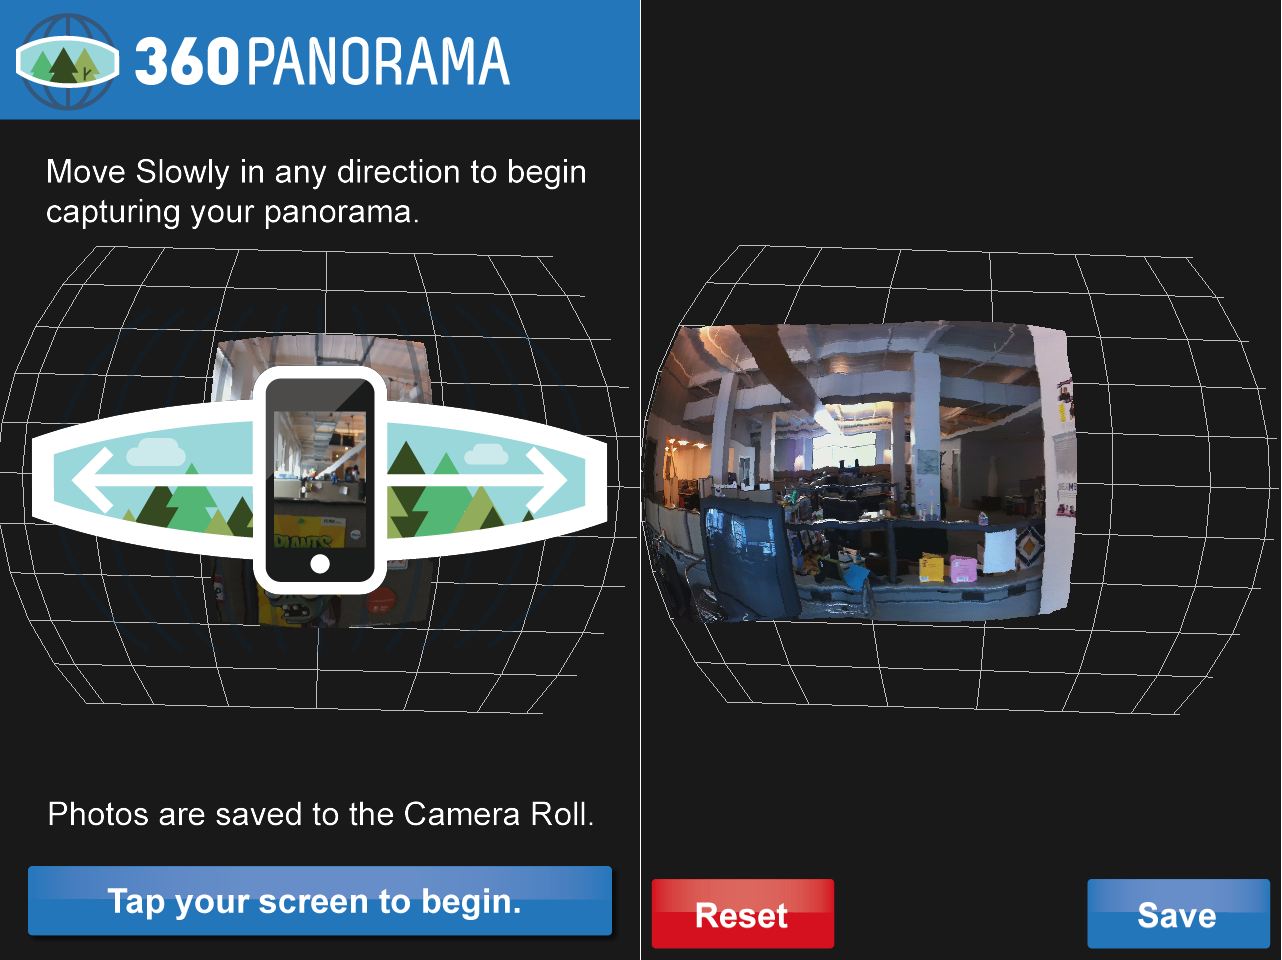 360PANORAMA
Move Slowly in any direction to begin
capturing your panorama.
PLANTS
Photos are saved to the Camera Roll.
Tap your screen to begin.
Reset
Save